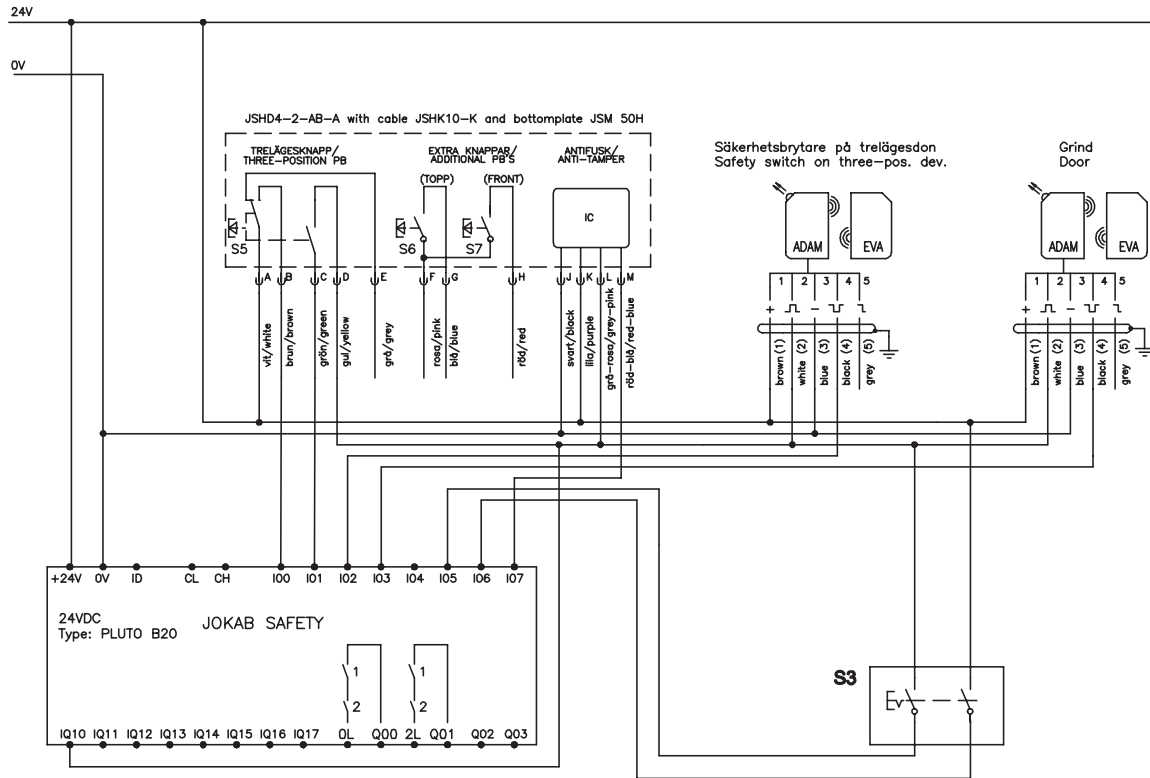 24V
0V
JSHD4-2-AB-A with cable JSHK10-K and bottomplate JSM 50H
TRELÄGESKNAPP/
THREE-POSITION PB
EXTRA KNAPPAR/
ADDITIONAL PB'S
ANTIFUSK/
ANTI-TAMPER
(TOPP)
(FRONT)
IC
S5
S6
S7
A B C D E F G H J K L M
vit/white
brun/brown
grön/green
gul/yellow
grå/grey
rosa/pink
blå/blue
röd/red
svart/black
lila/purple
grå-rosa/grey-pink
röd-blå/red-blue
Säkerhetsbrytare på trelägesdon
Safety switch on three-pos. dev.
ADAM
EVA
1 2 3 4 5
+ -
brown (1)
white (2)
blue (3)
black (4)
grey (5)
Grind
Door
ADAM
EVA
1 2 3 4 5
+ -
brown (1)
white (2)
blue (3)
black (4)
grey (5)
+24V 0V ID CL CH I00 I01 I02 I03 I04 I05 I06 I07
24VDC
Type: PLUTO B20
JOKAB SAFETY
1 1
2 2
IQ10 IQ11 IQ12 IQ13 IQ14 IQ15 IQ16 IQ17 0L Q00 2L Q01 Q02 Q03
S3